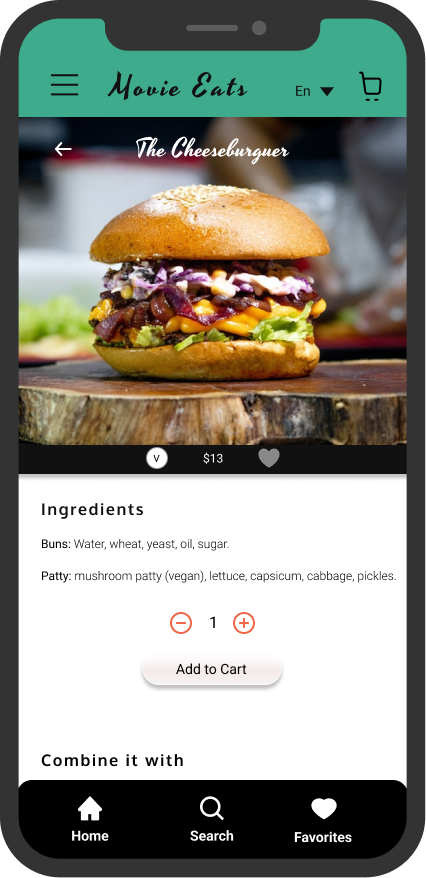 Movie Eats
En
The Cheeseburguer
V
$13
Ingredients
Buns: Water, wheat, yeast, oil, sugar.
Patty: mushroom patty (vegan), lettuce, capsicum, cabbage, pickles.
1
Add to Cart
Combine it with
Home
Search
Favorites